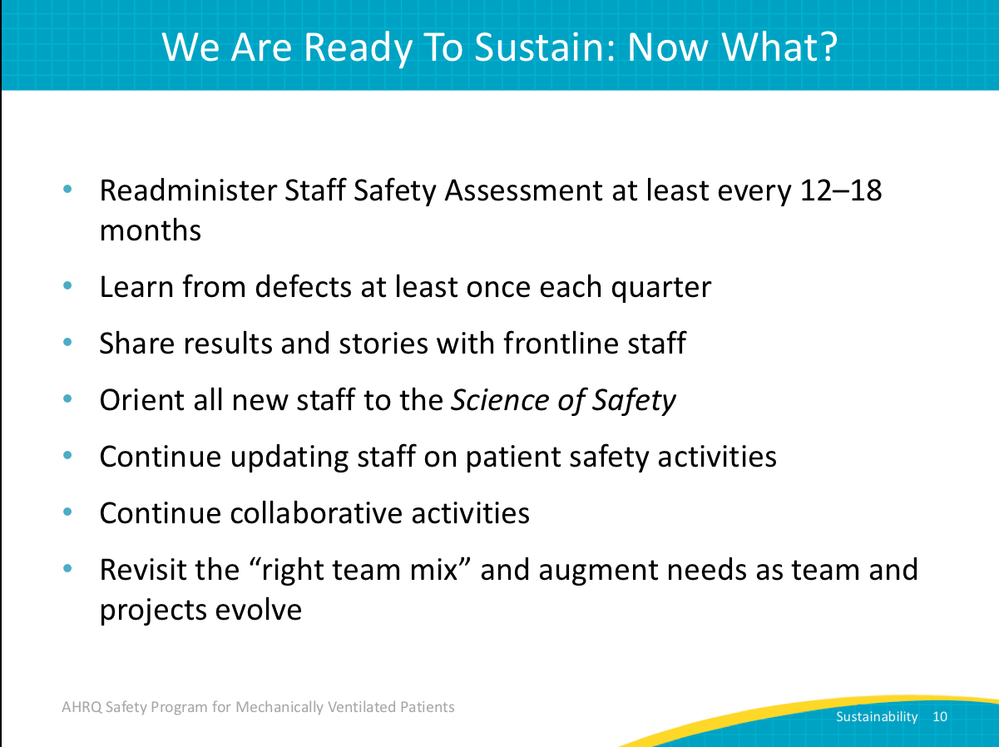 We Are Ready To Sustain: Now What?
• Readminister Staff Safety Assessment at least every 12–18
months
• Learn from defects at least once each quarter
• Share results and stories with frontline staff
• Orient all new staff to the Science of Safety
• Continue updating staff on patient safety activities
• Continue collaborative activities
• Revisit the “right team mix” and augment needs as team and
projects evolve
AHRQ Safety Program for Mechanically Ventilated Patients
Sustainability 10